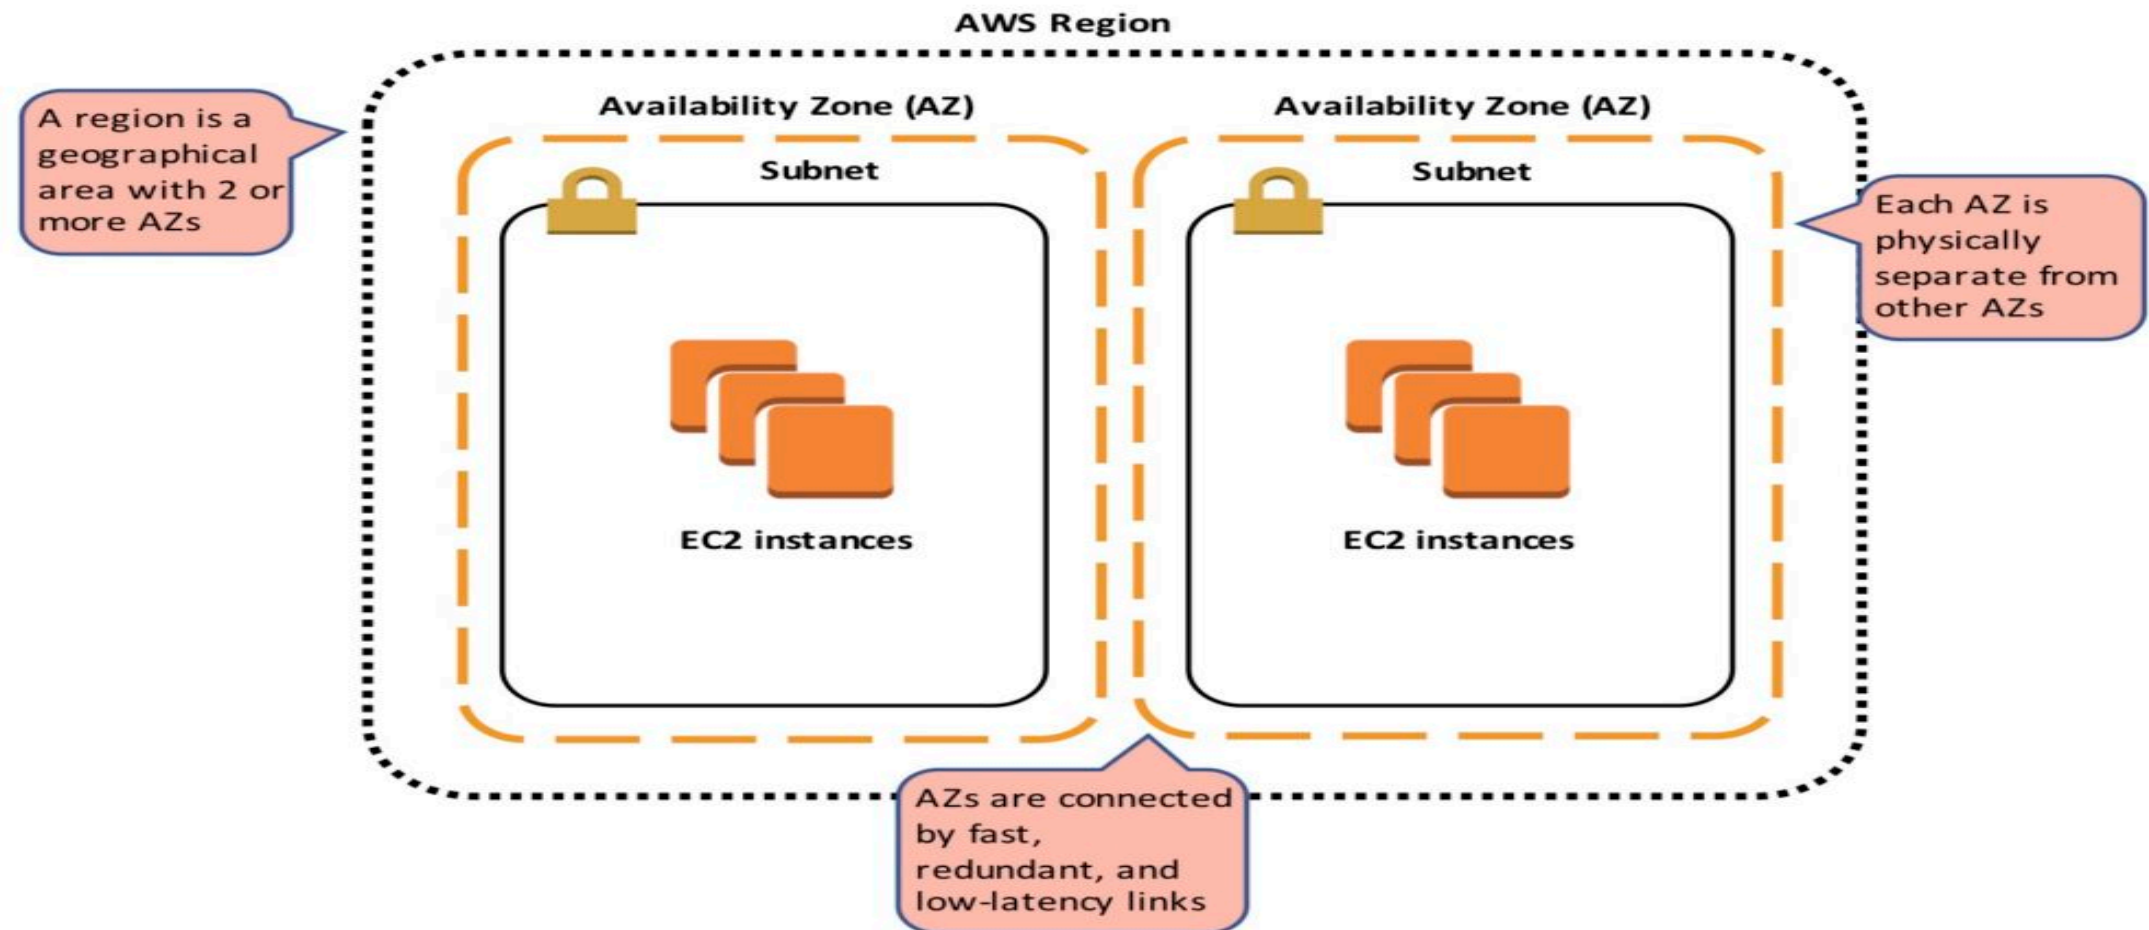 AWS Region
A region is a
geographical
area with 2 or
more AZs
Availability Zone (AZ)
Availability Zone (AZ)
Subnet
Subnet
Each AZ is
physically
separate from
other AZs
EC2 instances
EC2 instances
AZs are connected
by fast,
redundant, and
low-latency links